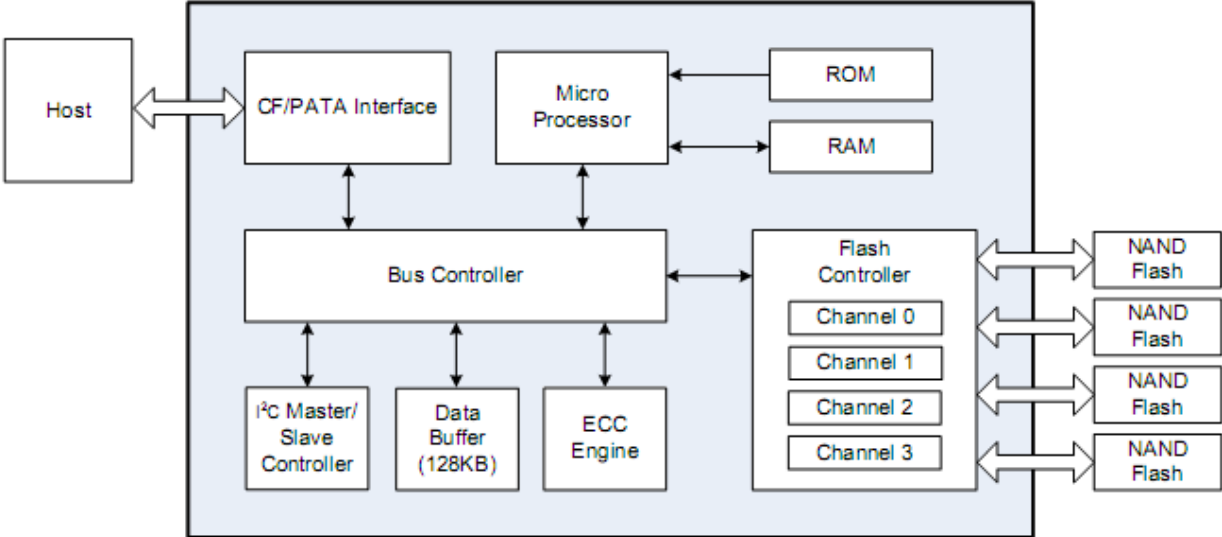 Host
CF/PATA Interface
Micro
Processor
ROM
RAM
Bus Controller
Flash
Controller
Channel 0
Channel 1
Channel 2
Channel 3
I²C Master/
Slave
Controller
Data
Buffer
(128KB)
ECC
Engine
NAND
Flash
NAND
Flash
NAND
Flash
NAND
Flash